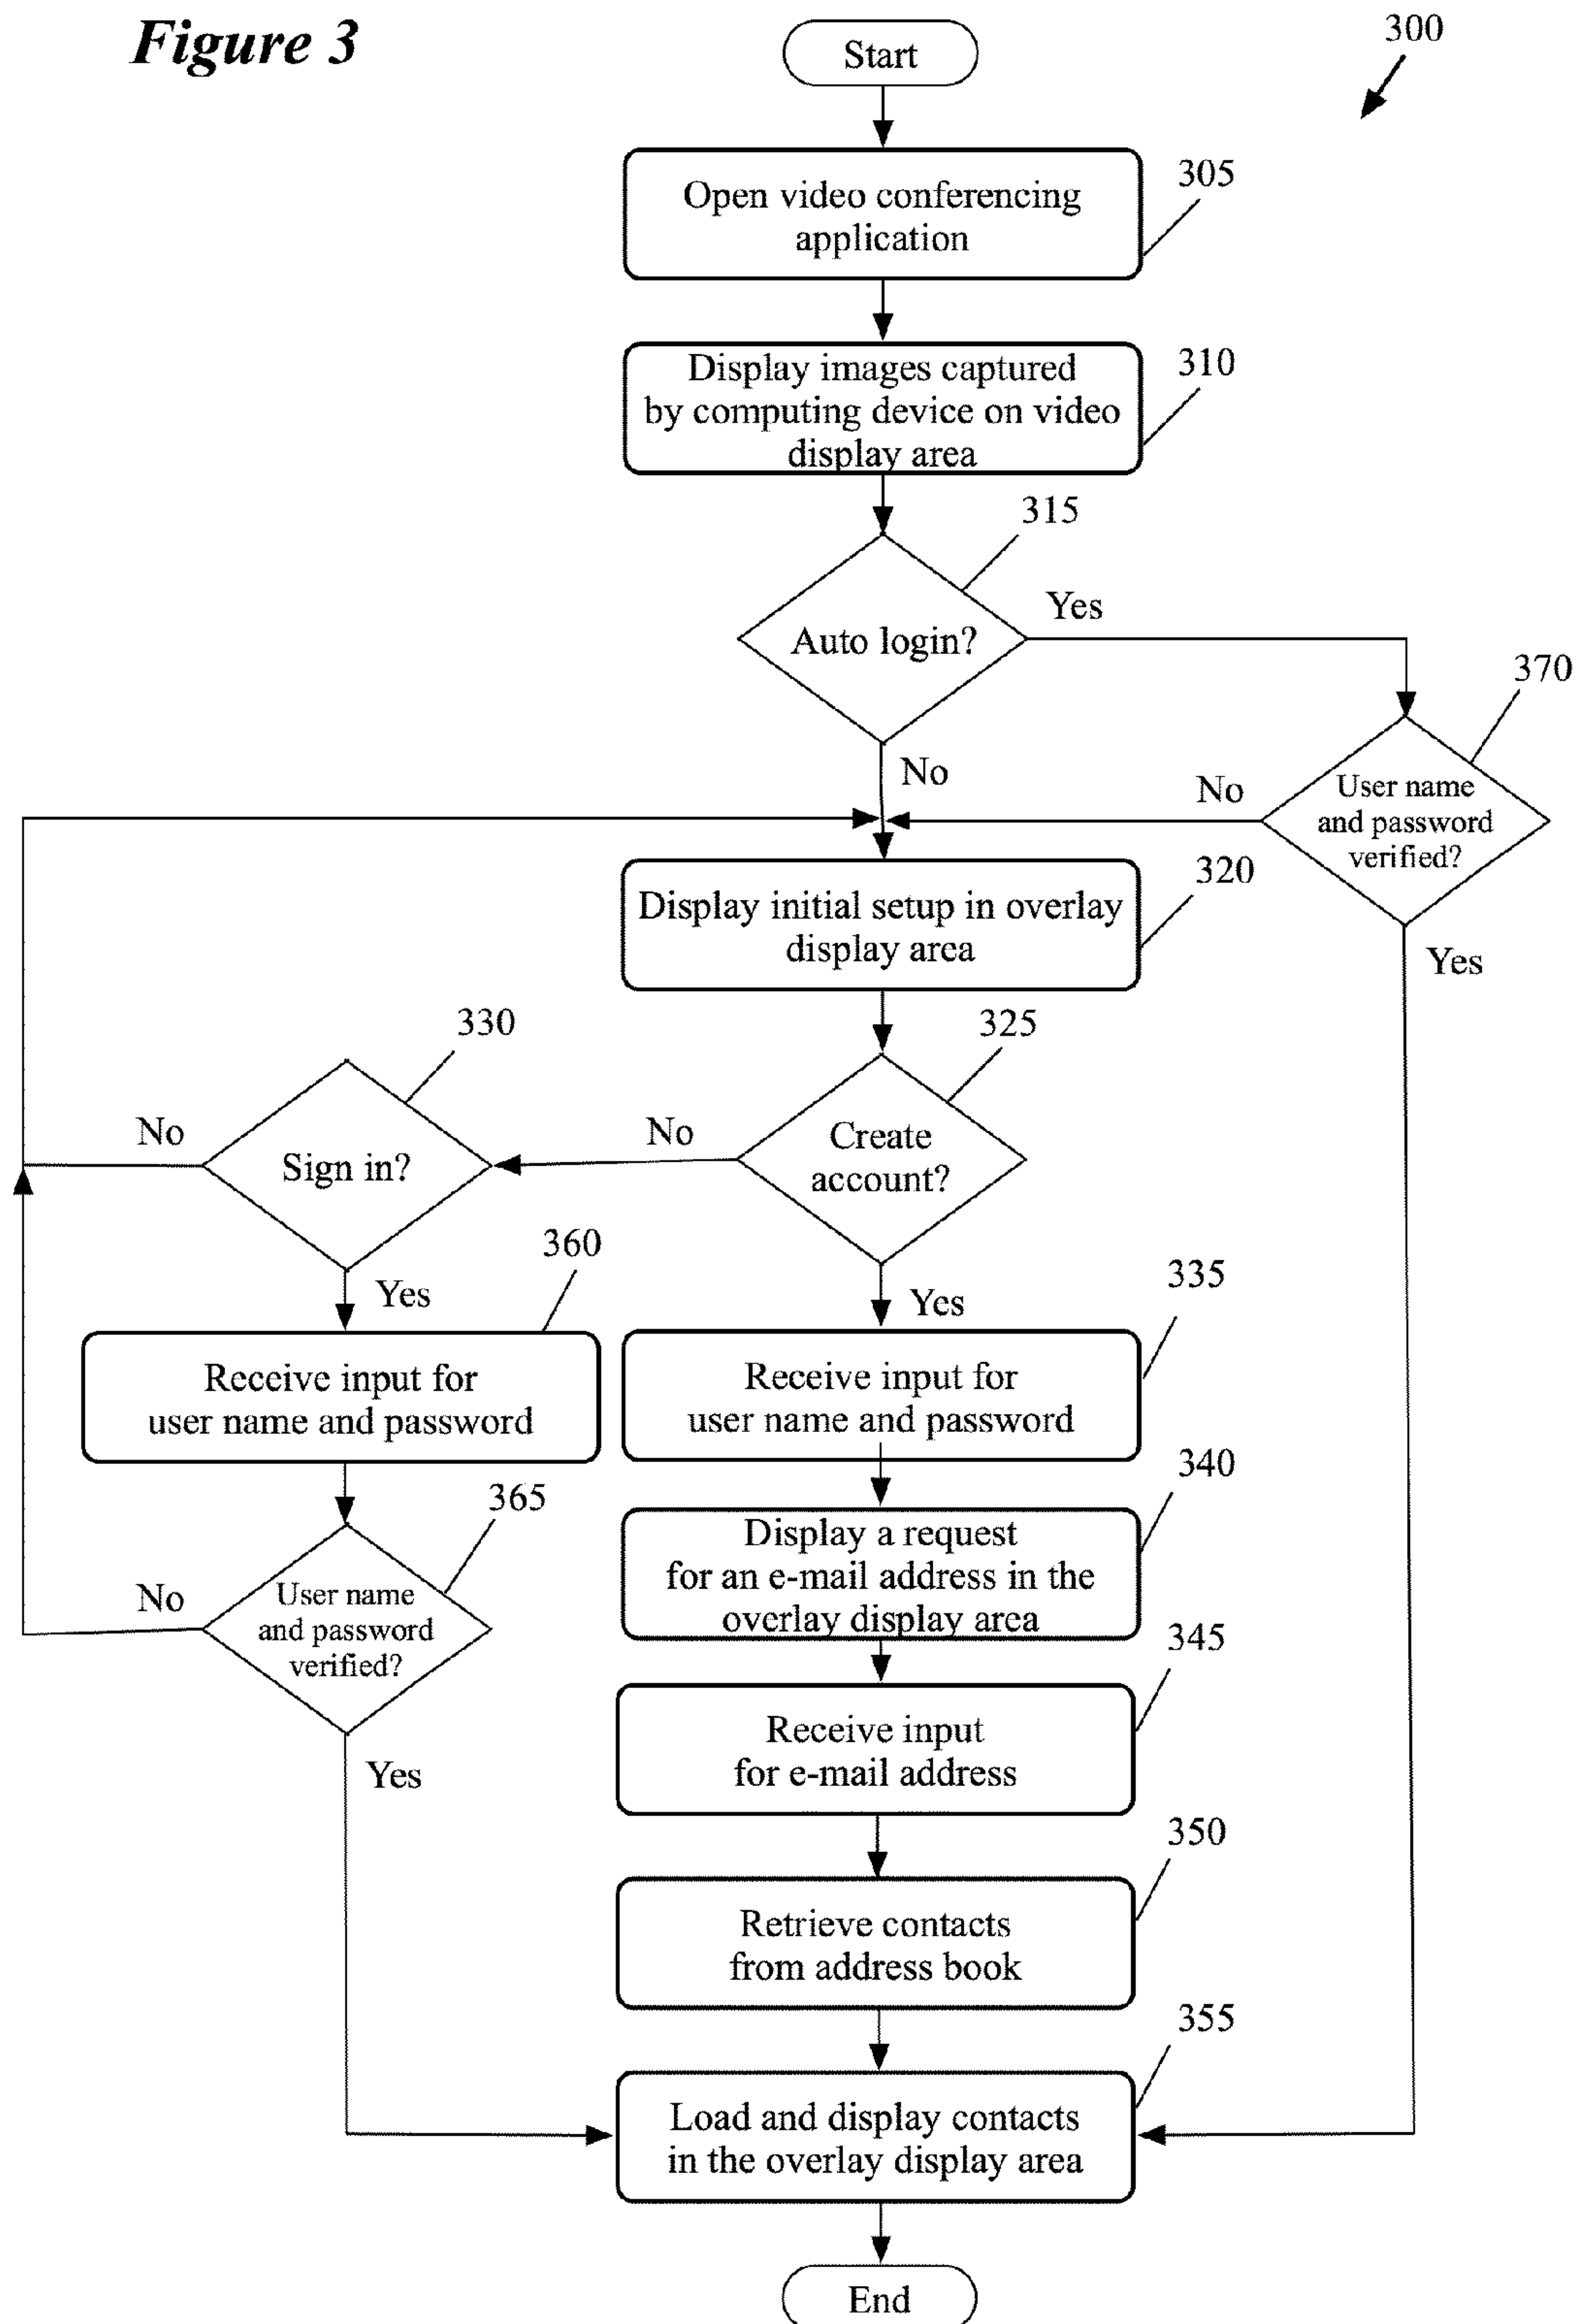 Figure 3
300
Start
305
Open video conferencing
application
310
Display images captured
by computing device on video
display area
315
Auto login?
Yes
370
No
No
User name
and password
verified?
320
Display initial setup in overlay
display area
Yes
330
325
No
Sign in?
No
Create
account?
360
335
Yes
Yes
Receive input for
user name and password
Receive input for
user name and password
340
365
Display a request
for an e-mail address in the
overlay display area
No
User name
and password
verified?
345
Receive input
for e-mail address
Yes
350
Retrieve contacts
from address book
355
Load and display contacts
in the overlay display area
End